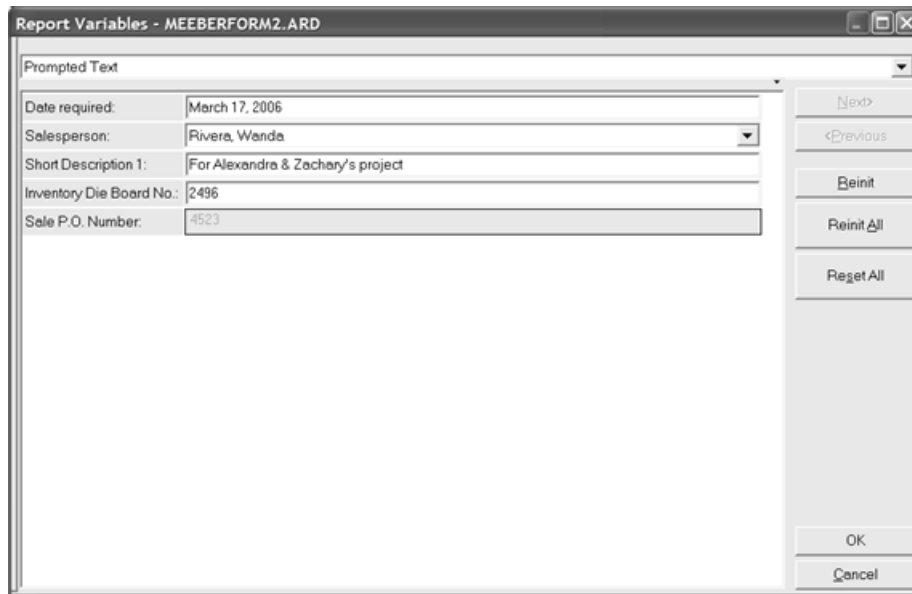 Report Variables - MEEBERFORM2.ARD
Prompted Text
Date required: March 17, 2006
Salesperson: Rivera, Wanda
Short Description 1: For Alexandra & Zachary's project
Inventory Die Board No.: 2496
Sale P.O. Number: 4523
Next>
<Previous
Reinit
Reinit All
Reset All
OK
Cancel